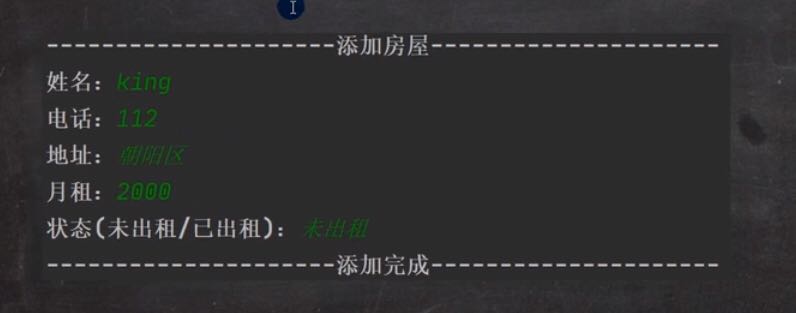 ---------------------添加房屋---------------------
姓名：king
电话：112
地址：朝阳区
月租：2000
状态(未出租/已出租)：未出租
---------------------添加完成---------------------